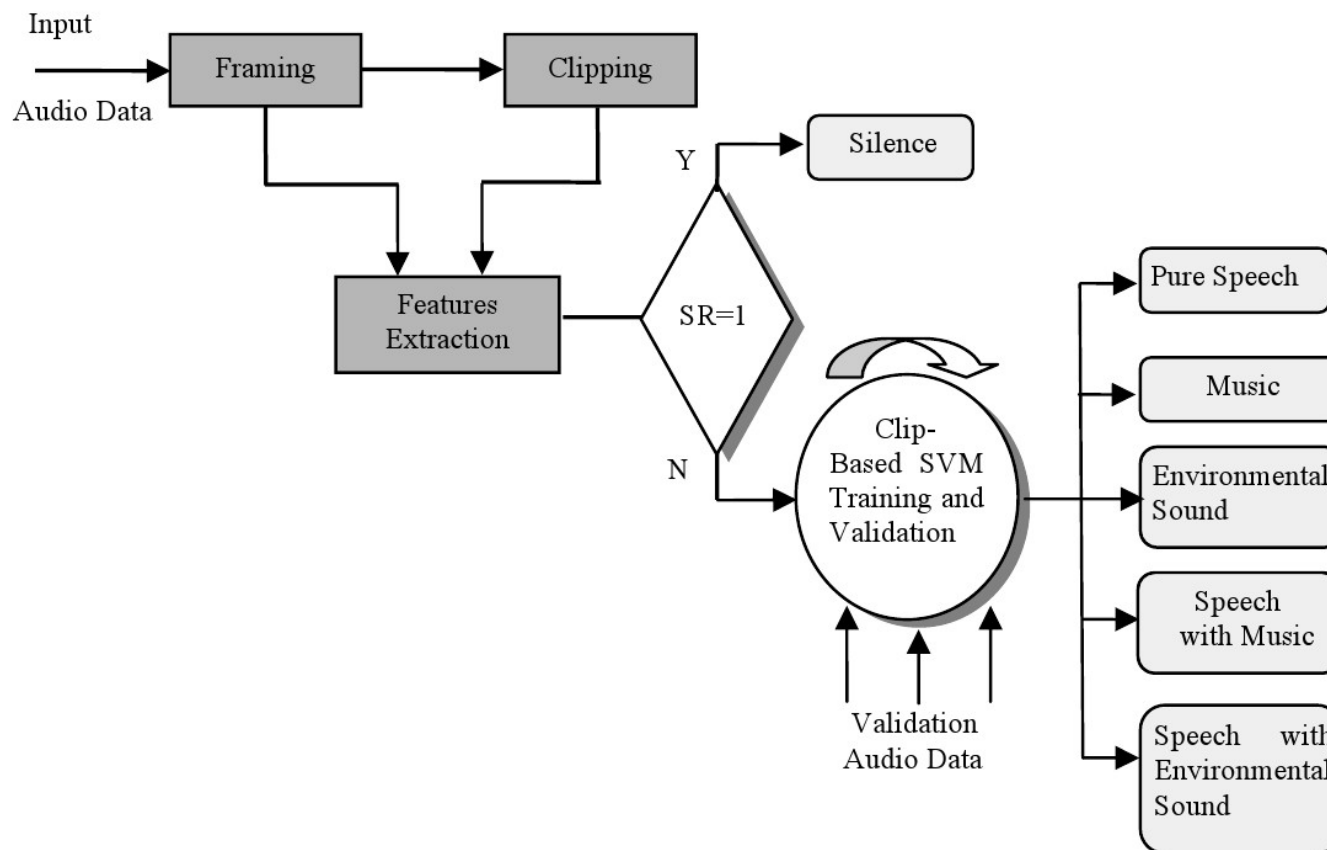 Input
Audio Data
Framing
Clipping
Features
Extraction
Y
Silence
SR=1
N
Clip-
Based SVM
Training and
Validation
Validation
Audio Data
Pure Speech
Music
Environmental
Sound
Speech
with Music
Speech with
Environmental
Sound